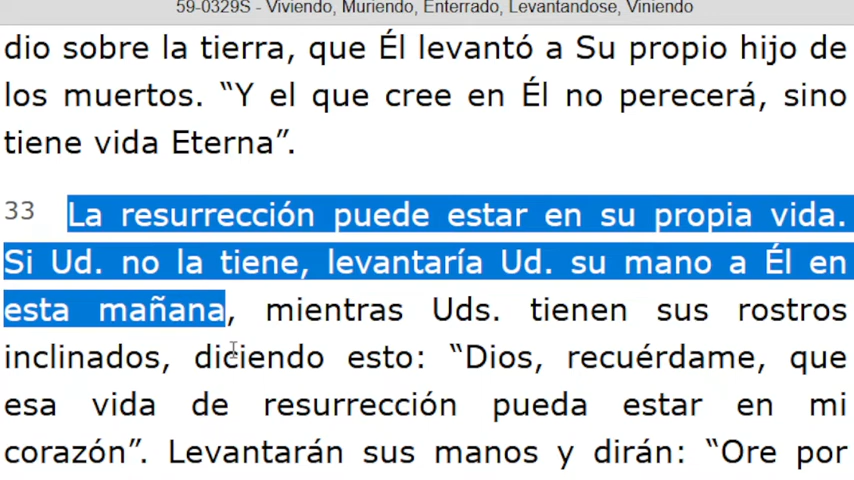 59-0329S - Viviendo, Muriendo, Enterrado, Levantandose, Viniendo
dio sobre la tierra, que Él levantó a Su propio hijo de
los muertos. “Y el que cree en Él no perecerá, sino
tiene vida Eterna”.
33 La resurrección puede estar en su propia vida.
Si Ud. no la tiene, levantaría Ud. su mano a Él en
esta mañana, mientras Uds. tienen sus rostros
inclinados, diciendo esto: “Dios, recuérdame, que
esa vida de resurrección pueda estar en mi
corazón”. Levantarán sus manos y dirán: “Ore por